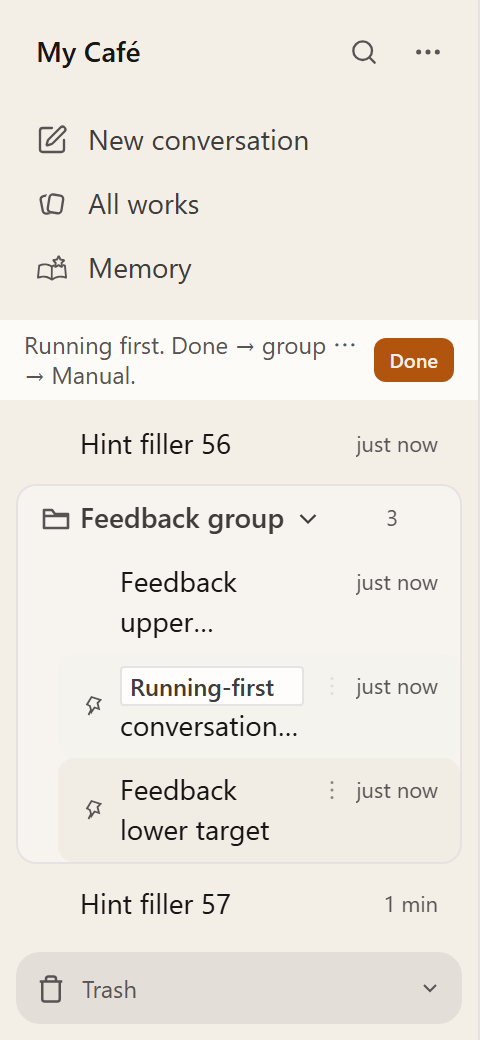 My Café
New conversation
All works
Memory
Running first. Done → group ⋯
→ Manual.
Done
Hint filler 56
just now
Feedback group
3
Feedback
upper...
just now
Running-first
conversation...
just now
Feedback
lower target
just now
Hint filler 57
1 min
Trash